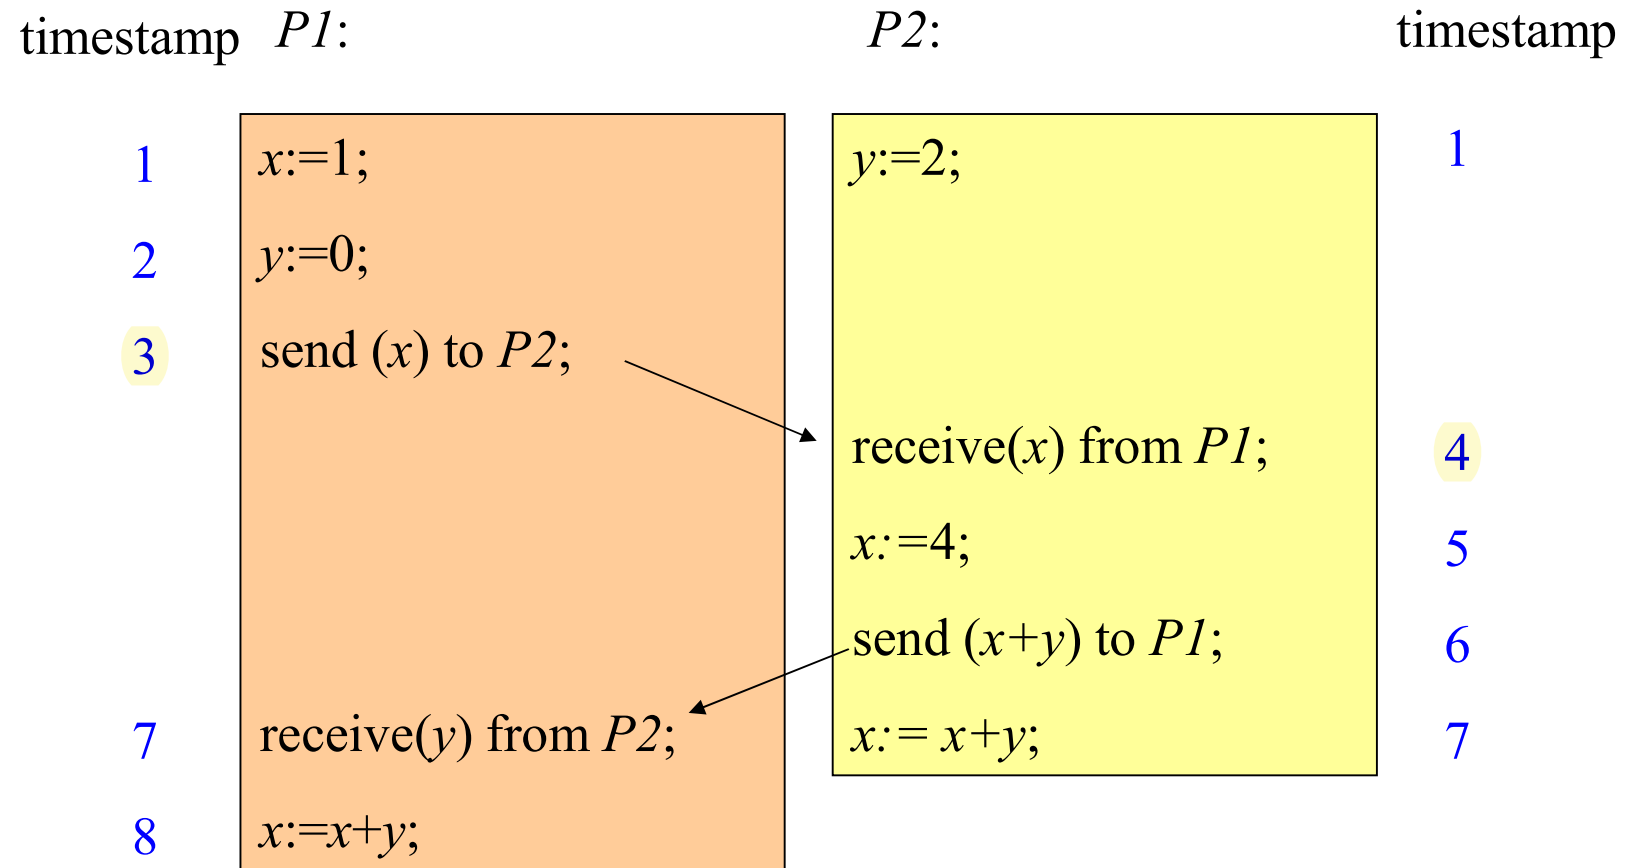 timestamp P1: P2: timestamp
1 x:=1; y:=2; 1
2 y:=0;
3 send (x) to P2;
receive(x) from P1; 4
x:=4; 5
send (x+y) to P1; 6
7 receive(y) from P2; x:= x+y; 7
8 x:=x+y;